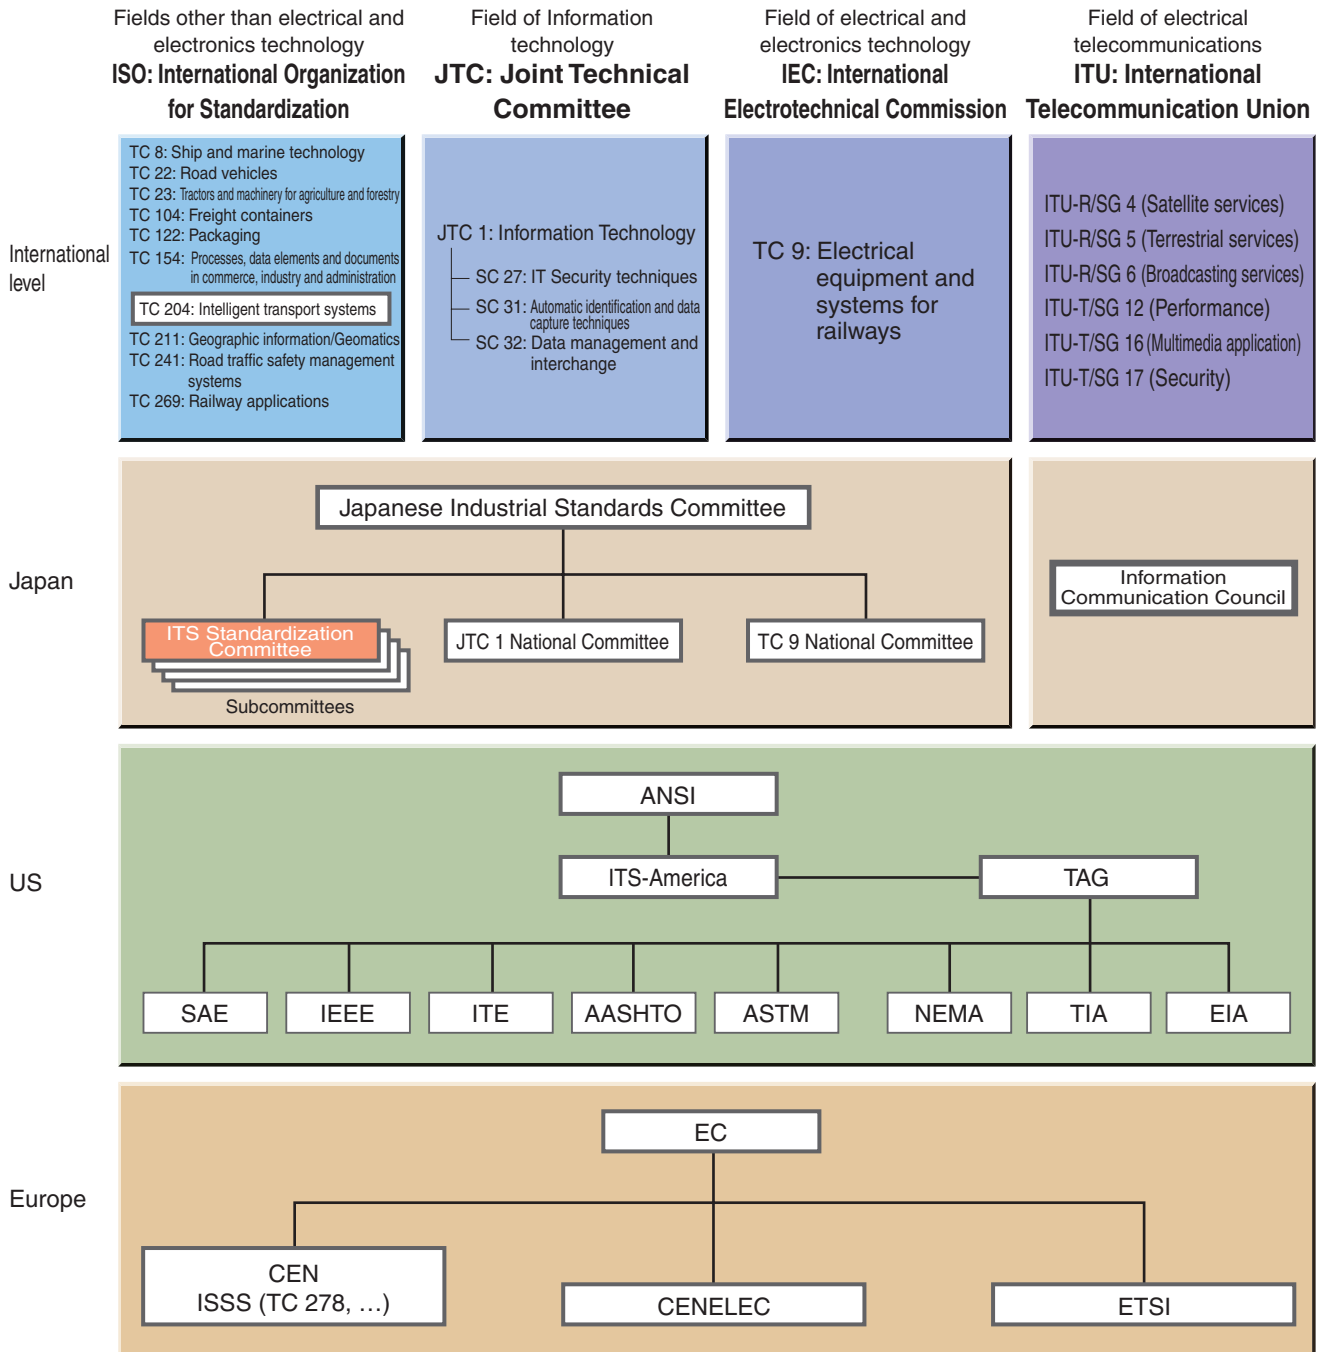 Fields other than electrical and
electronics technology
ISO: International Organization
for Standardization
Field of Information
technology
JTC: Joint Technical
Committee
Field of electrical and
electronics technology
IEC: International
Electrotechnical Commission
Field of electrical
telecommunications
ITU: International
Telecommunication Union
International
level
TC 8: Ship and marine technology
TC 22: Road vehicles
TC 23: Tractors and machinery for agriculture and forestry
TC 104: Freight containers
TC 122: Packaging
TC 154: Processes, data elements and documents
in commerce, industry and administration
TC 204: Intelligent transport systems
TC 211: Geographic information/Geomatics
TC 241: Road traffic safety management
systems
TC 269: Railway applications
JTC 1: Information Technology
SC 27: IT Security techniques
SC 31: Automatic identification and data
capture techniques
SC 32: Data management and
interchange
TC 9: Electrical
equipment and
systems for
railways
ITU-R/SG 4 (Satellite services)
ITU-R/SG 5 (Terrestrial services)
ITU-R/SG 6 (Broadcasting services)
ITU-T/SG 12 (Performance)
ITU-T/SG 16 (Multimedia application)
ITU-T/SG 17 (Security)
Japan
Japanese Industrial Standards Committee
ITS Standardization
Committee
Subcommittees
JTC 1 National Committee
TC 9 National Committee
Information
Communication Council
US
ANSI
ITS-America
TAG
SAE
IEEE
ITE
AASHTO
ASTM
NEMA
TIA
EIA
Europe
EC
CEN
ISSS (TC 278, …)
CENELEC
ETSI